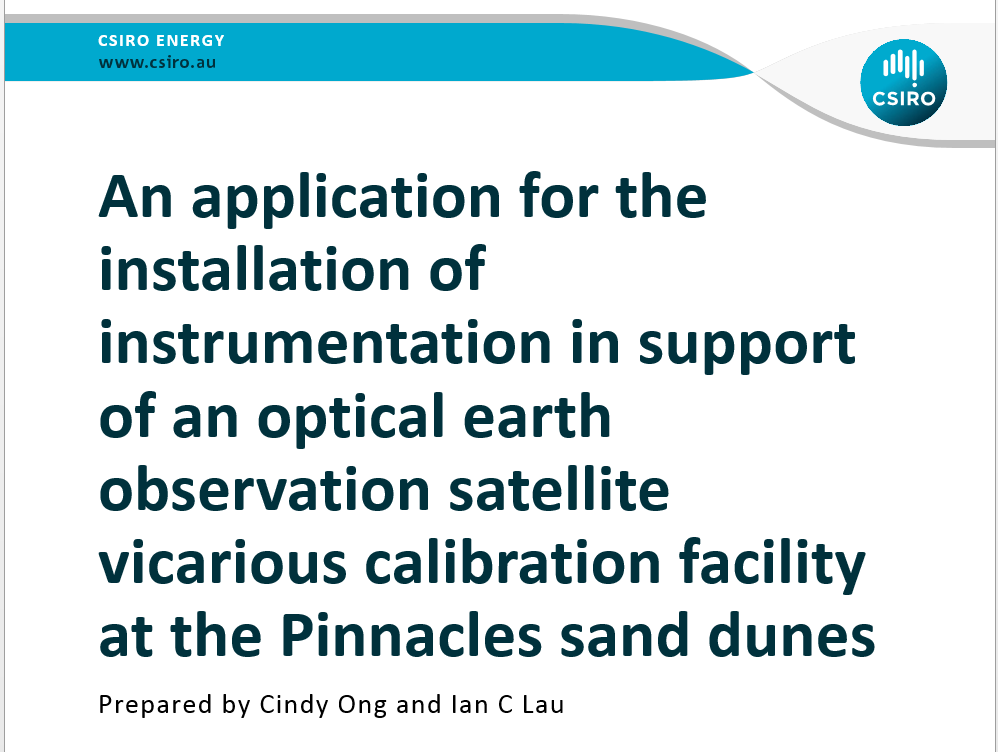 CSIRO ENERGY
www.csiro.au
CSIRO
An application for the
installation of
instrumentation in support
of an optical earth
observation satellite
vicarious calibration facility
at the Pinnacles sand dunes
Prepared by Cindy Ong and Ian C Lau